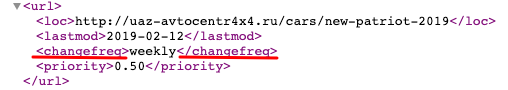 ▼<url>
<loc>http://uaz-avtocentr4x4.ru/cars/new-patriot-2019</loc>
<lastmod>2019-02-12</lastmod>
<changefreq>weekly</changefreq>
<priority>0.50</priority>
</url>